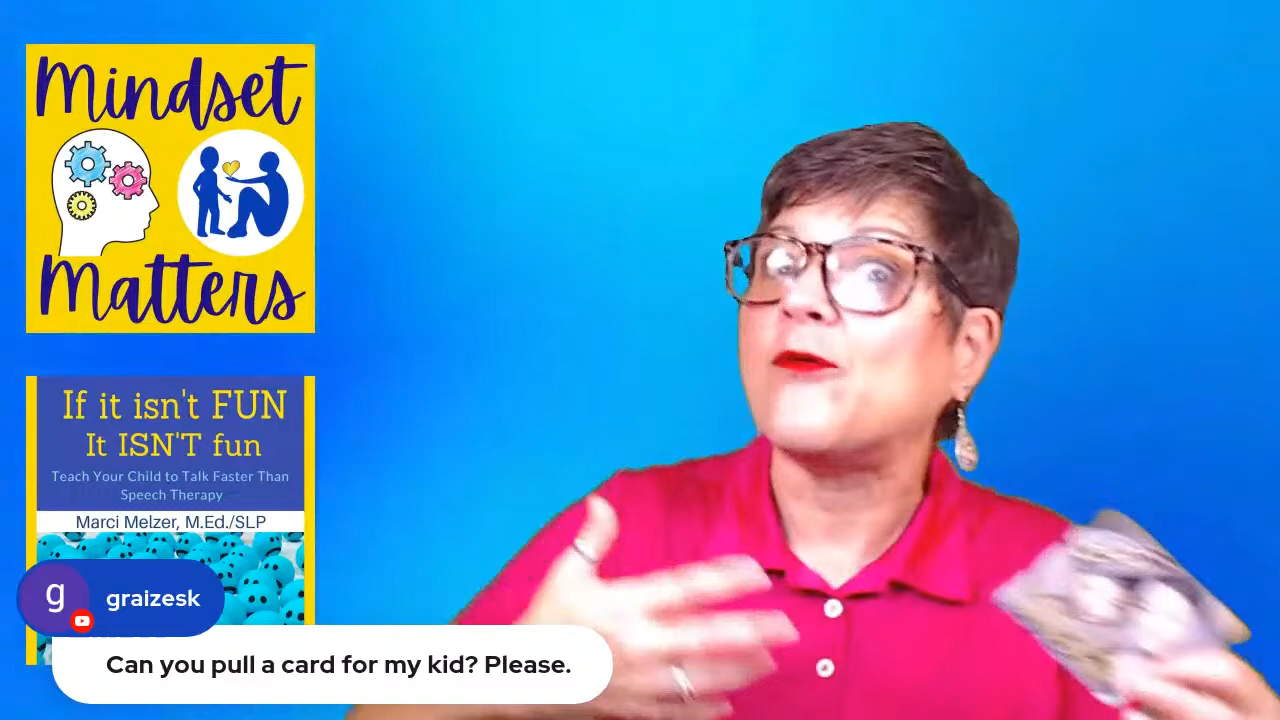 Mindset
Matters
If it isn't FUN
It ISN'T fun
Teach Your Child to Talk Faster Than
Speech Therapy
Marci Melzer, M.Ed./SLP
g
graizesk
Can you pull a card for my kid? Please.